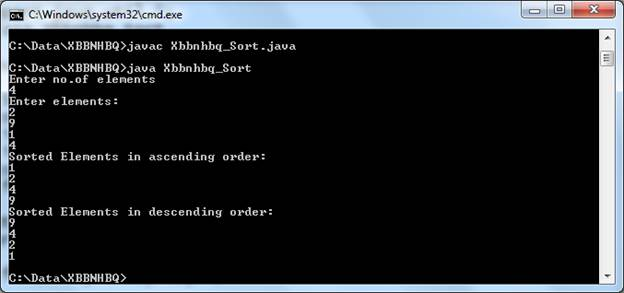 C:\Windows\system32\cmd.exe
C:\Data\XBBNHBQ>javac Xbbnhbq_Sort.java
C:\Data\XBBNHBQ>java Xbbnhbq_Sort
Enter no.of elements
4
Enter elements:
2
9
1
4
Sorted Elements in ascending order:
1
2
4
9
Sorted Elements in descending order:
9
4
2
1
C:\Data\XBBNHBQ>